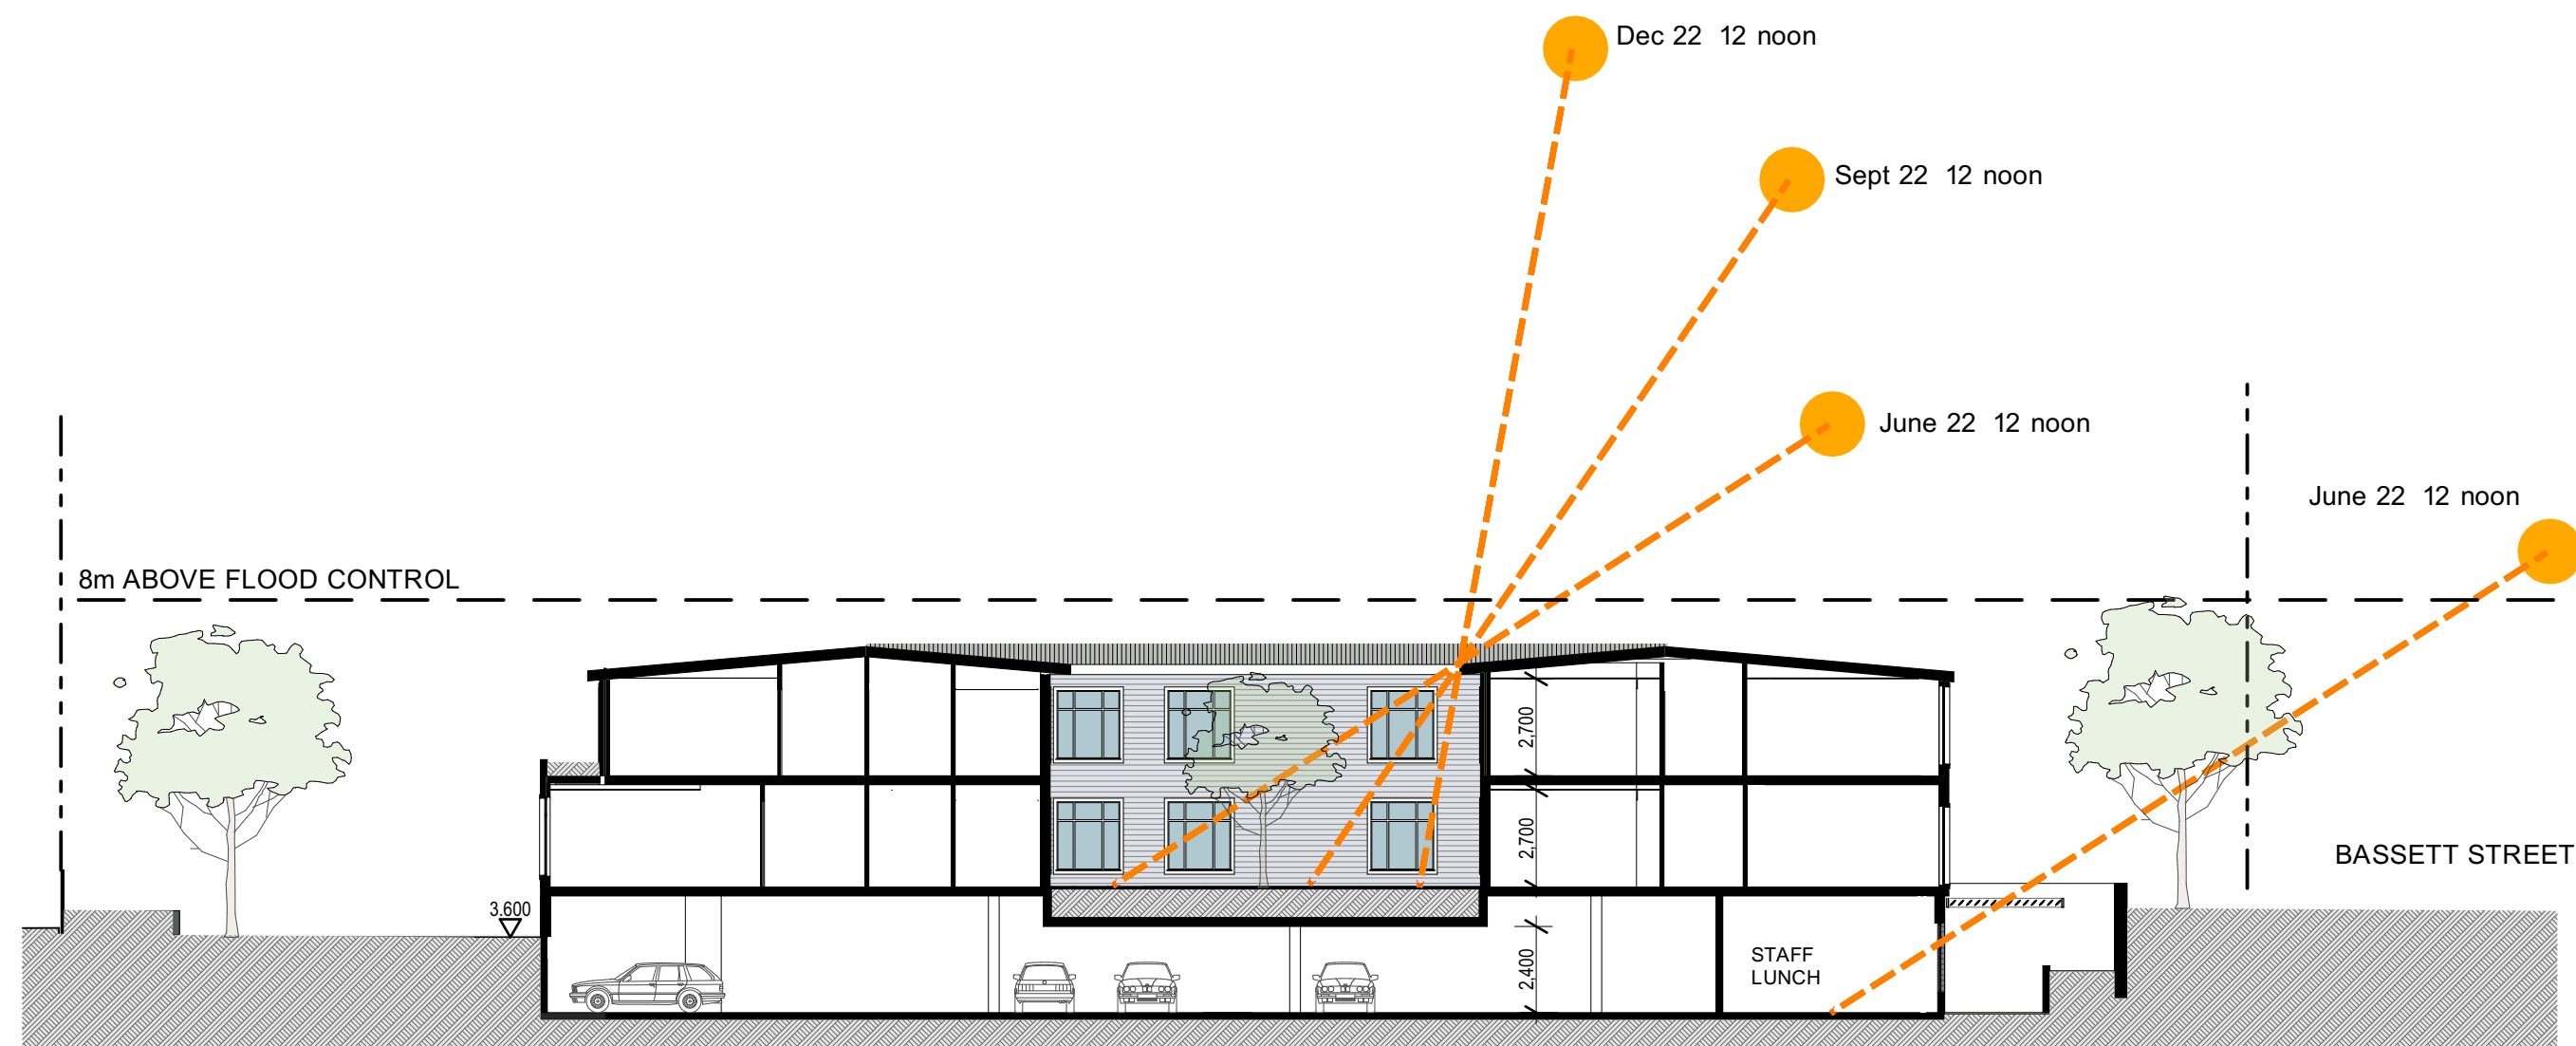 Dec 22 12 noon
Sept 22 12 noon
June 22 12 noon
June 22 12 noon
8m ABOVE FLOOD CONTROL
2,700
2,700
BASSETT STREET
3.600
STAFF
LUNCH
2,400